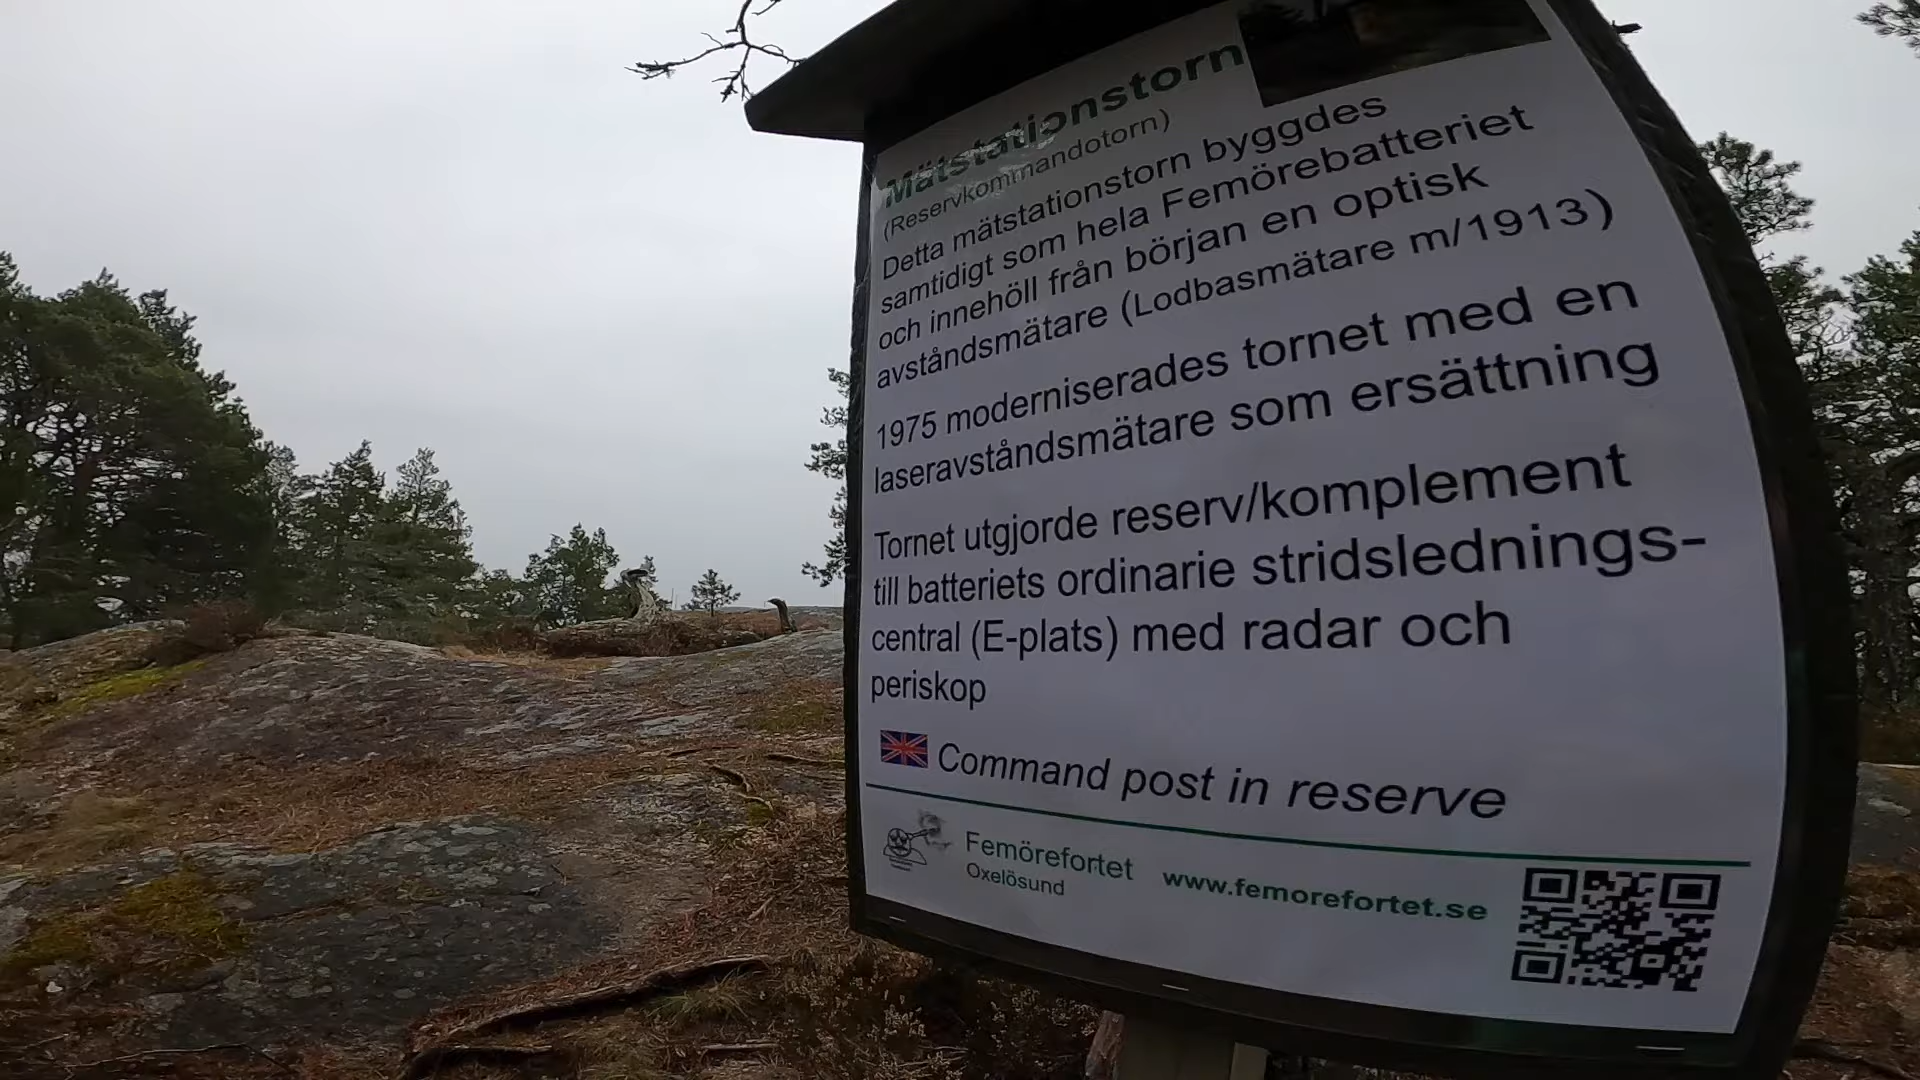 Mätstationstorn
(Reservkommandotorn)
Detta mätstationstorn byggdes
samtidigt som hela Femörebatteriet
och innehöll från början en optisk
avståndsmätare (Lodbasmätare m/1913)
1975 moderniserades tornet med en
laseravståndsmätare som ersättning
Tornet utgjorde reserv/komplement
till batteriets ordinarie stridslednings-
central (E-plats) med radar och
periskop
Command post in reserve
Femörefortet
Oxelösund
www.femorefortet.se